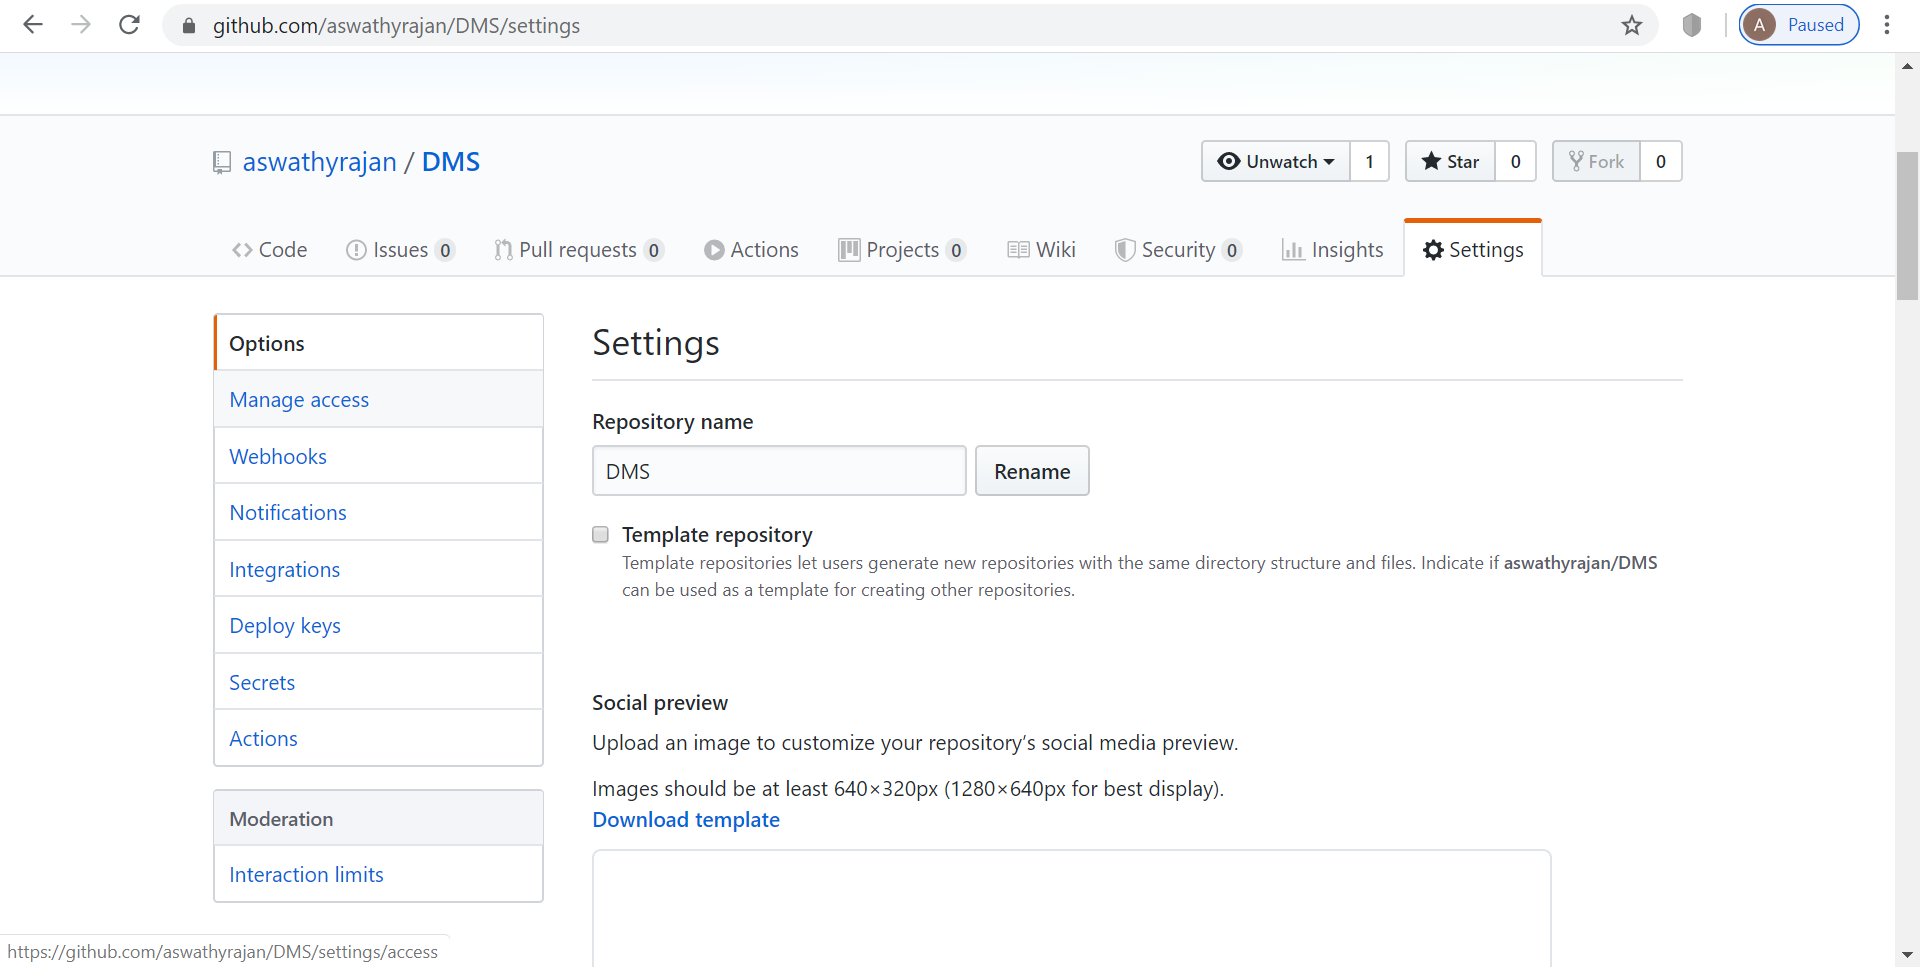 github.com/aswathyrajan/DMS/settings
A Paused
aswathyrajan / DMS
Unwatch 1 Star 0 Fork 0
Code Issues 0 Pull requests 0 Actions Projects 0 Wiki Security 0 Insights Settings
Options
Manage access
Webhooks
Notifications
Integrations
Deploy keys
Secrets
Actions
Moderation
Interaction limits
Settings
Repository name
DMS Rename
Template repository
Template repositories let users generate new repositories with the same directory structure and files. Indicate if aswathyrajan/DMS
can be used as a template for creating other repositories.
Social preview
Upload an image to customize your repository’s social media preview.
Images should be at least 640×320px (1280×640px for best display).
Download template
https://github.com/aswathyrajan/DMS/settings/access